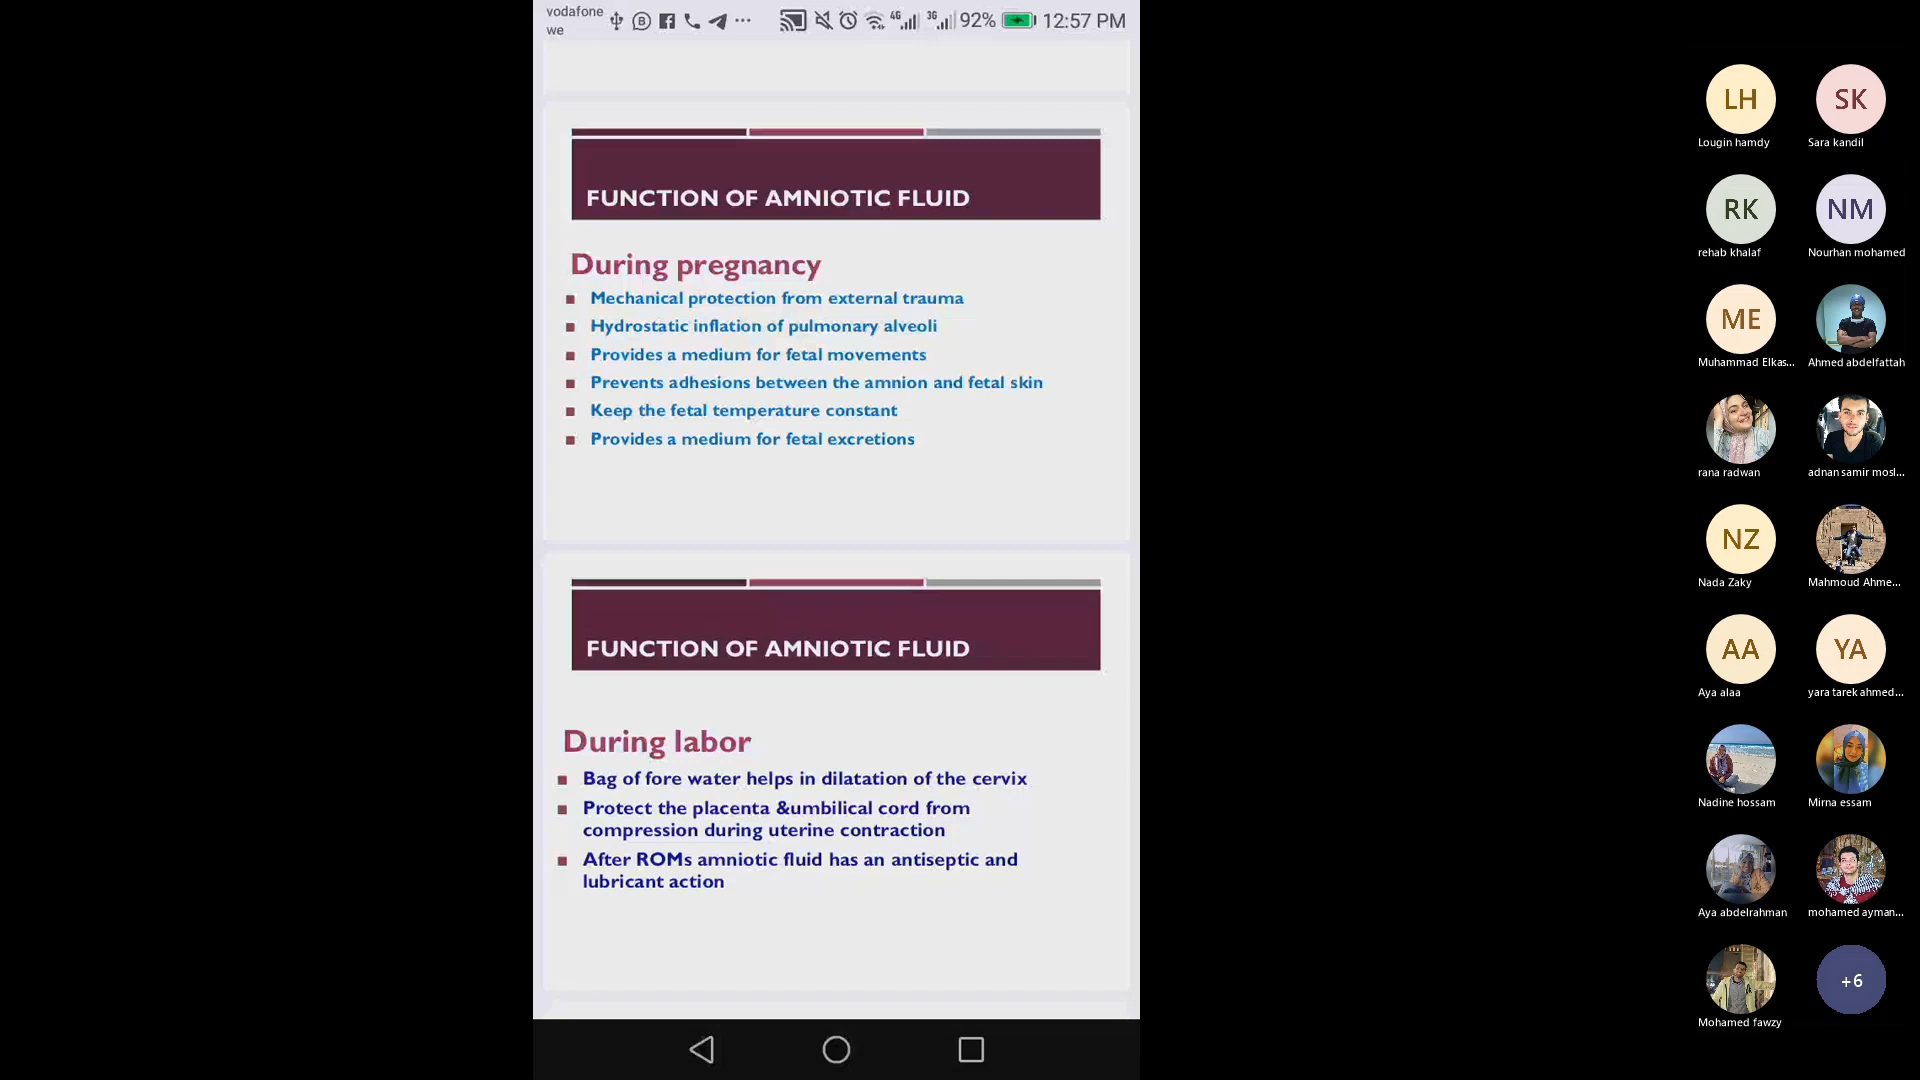 vodafone
we
4G 3G 92% 12:57 PM
FUNCTION OF AMNIOTIC FLUID
During pregnancy
Mechanical protection from external trauma
Hydrostatic inflation of pulmonary alveoli
Provides a medium for fetal movements
Prevents adhesions between the amnion and fetal skin
Keep the fetal temperature constant
Provides a medium for fetal excretions
FUNCTION OF AMNIOTIC FLUID
During labor
Bag of fore water helps in dilatation of the cervix
Protect the placenta &umbilical cord from
compression during uterine contraction
After ROMs amniotic fluid has an antiseptic and
lubricant action
LH SK
Lougin hamdy Sara kandil
RK NM
rehab khalaf Nourhan mohamed
ME
Muhammad Elkas... Ahmed abdelfattah
rana radwan adnan samir mosl...
NZ
Nada Zaky Mahmoud Ahme...
AA YA
Aya alaa yara tarek ahmed...
Nadine hossam Mirna essam
Aya abdelrahman mohamed ayman...
+6
Mohamed fawzy